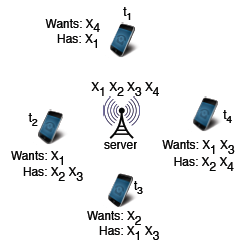 t₁
Wants: X₄
Has: X₁
X₁ X₂ X₃ X₄
server
t₂
Wants: X₁
Has: X₂ X₃
t₄
Wants: X₁ X₃
Has: X₂ X₄
t₃
Wants: X₂
Has: X₁ X₃